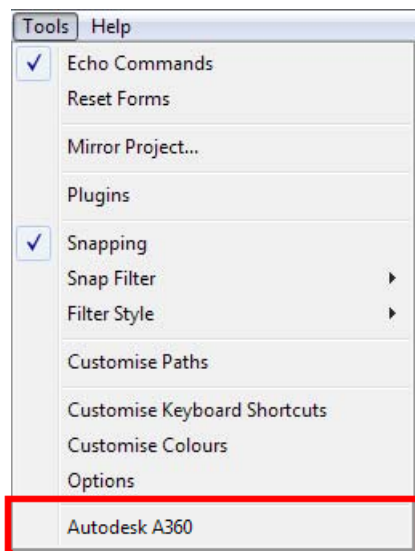 Tools Help
Echo Commands
Reset Forms
Mirror Project...
Plugins
Snapping
Snap Filter
Filter Style
Customise Paths
Customise Keyboard Shortcuts
Customise Colours
Options
Autodesk A360